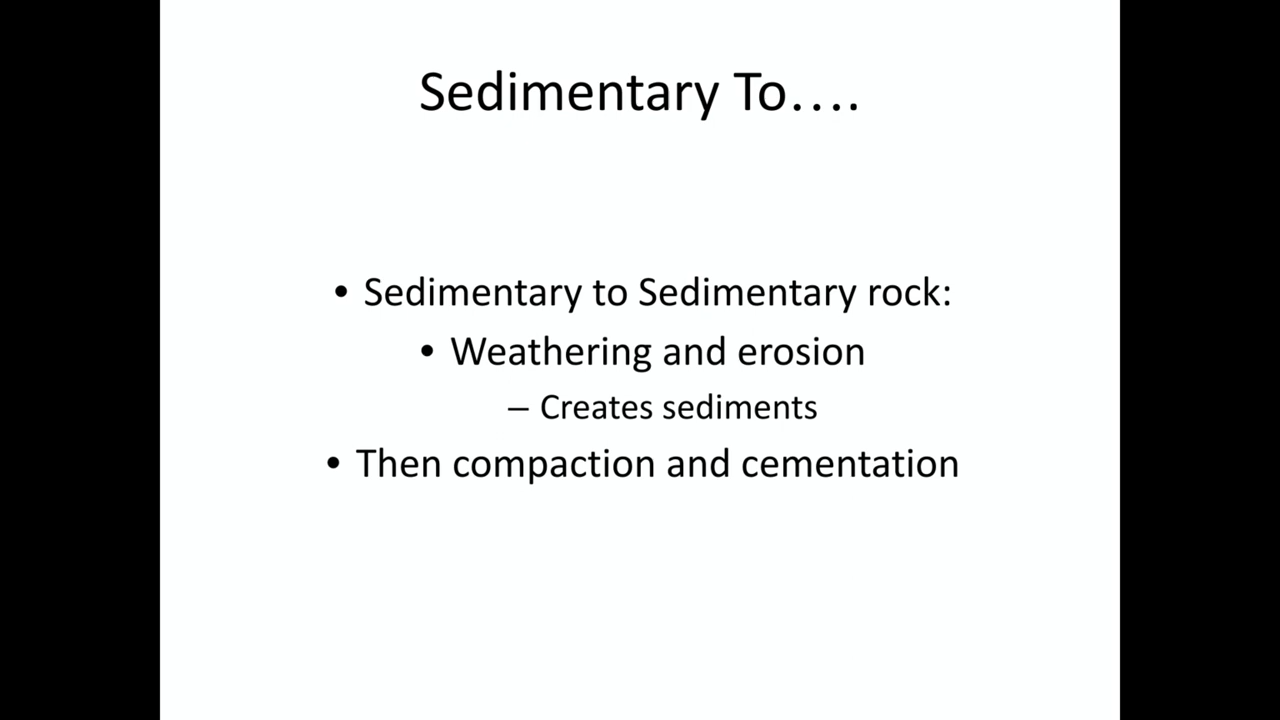 Sedimentary To....
• Sedimentary to Sedimentary rock:
• Weathering and erosion
– Creates sediments
• Then compaction and cementation